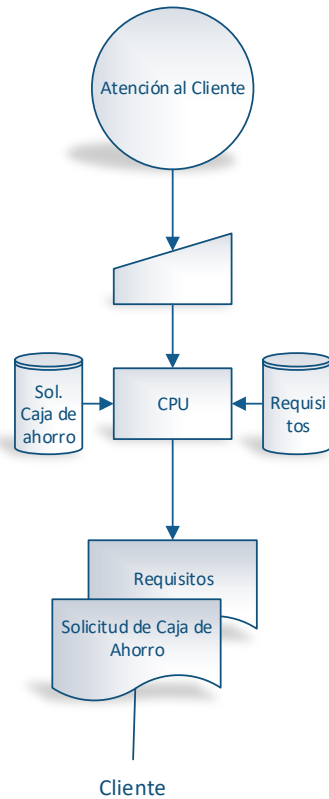 Atención al Cliente
Sol.
Caja de
ahorro
CPU
Requisi
tos
Requisitos
Solicitud de Caja de
Ahorro
Cliente